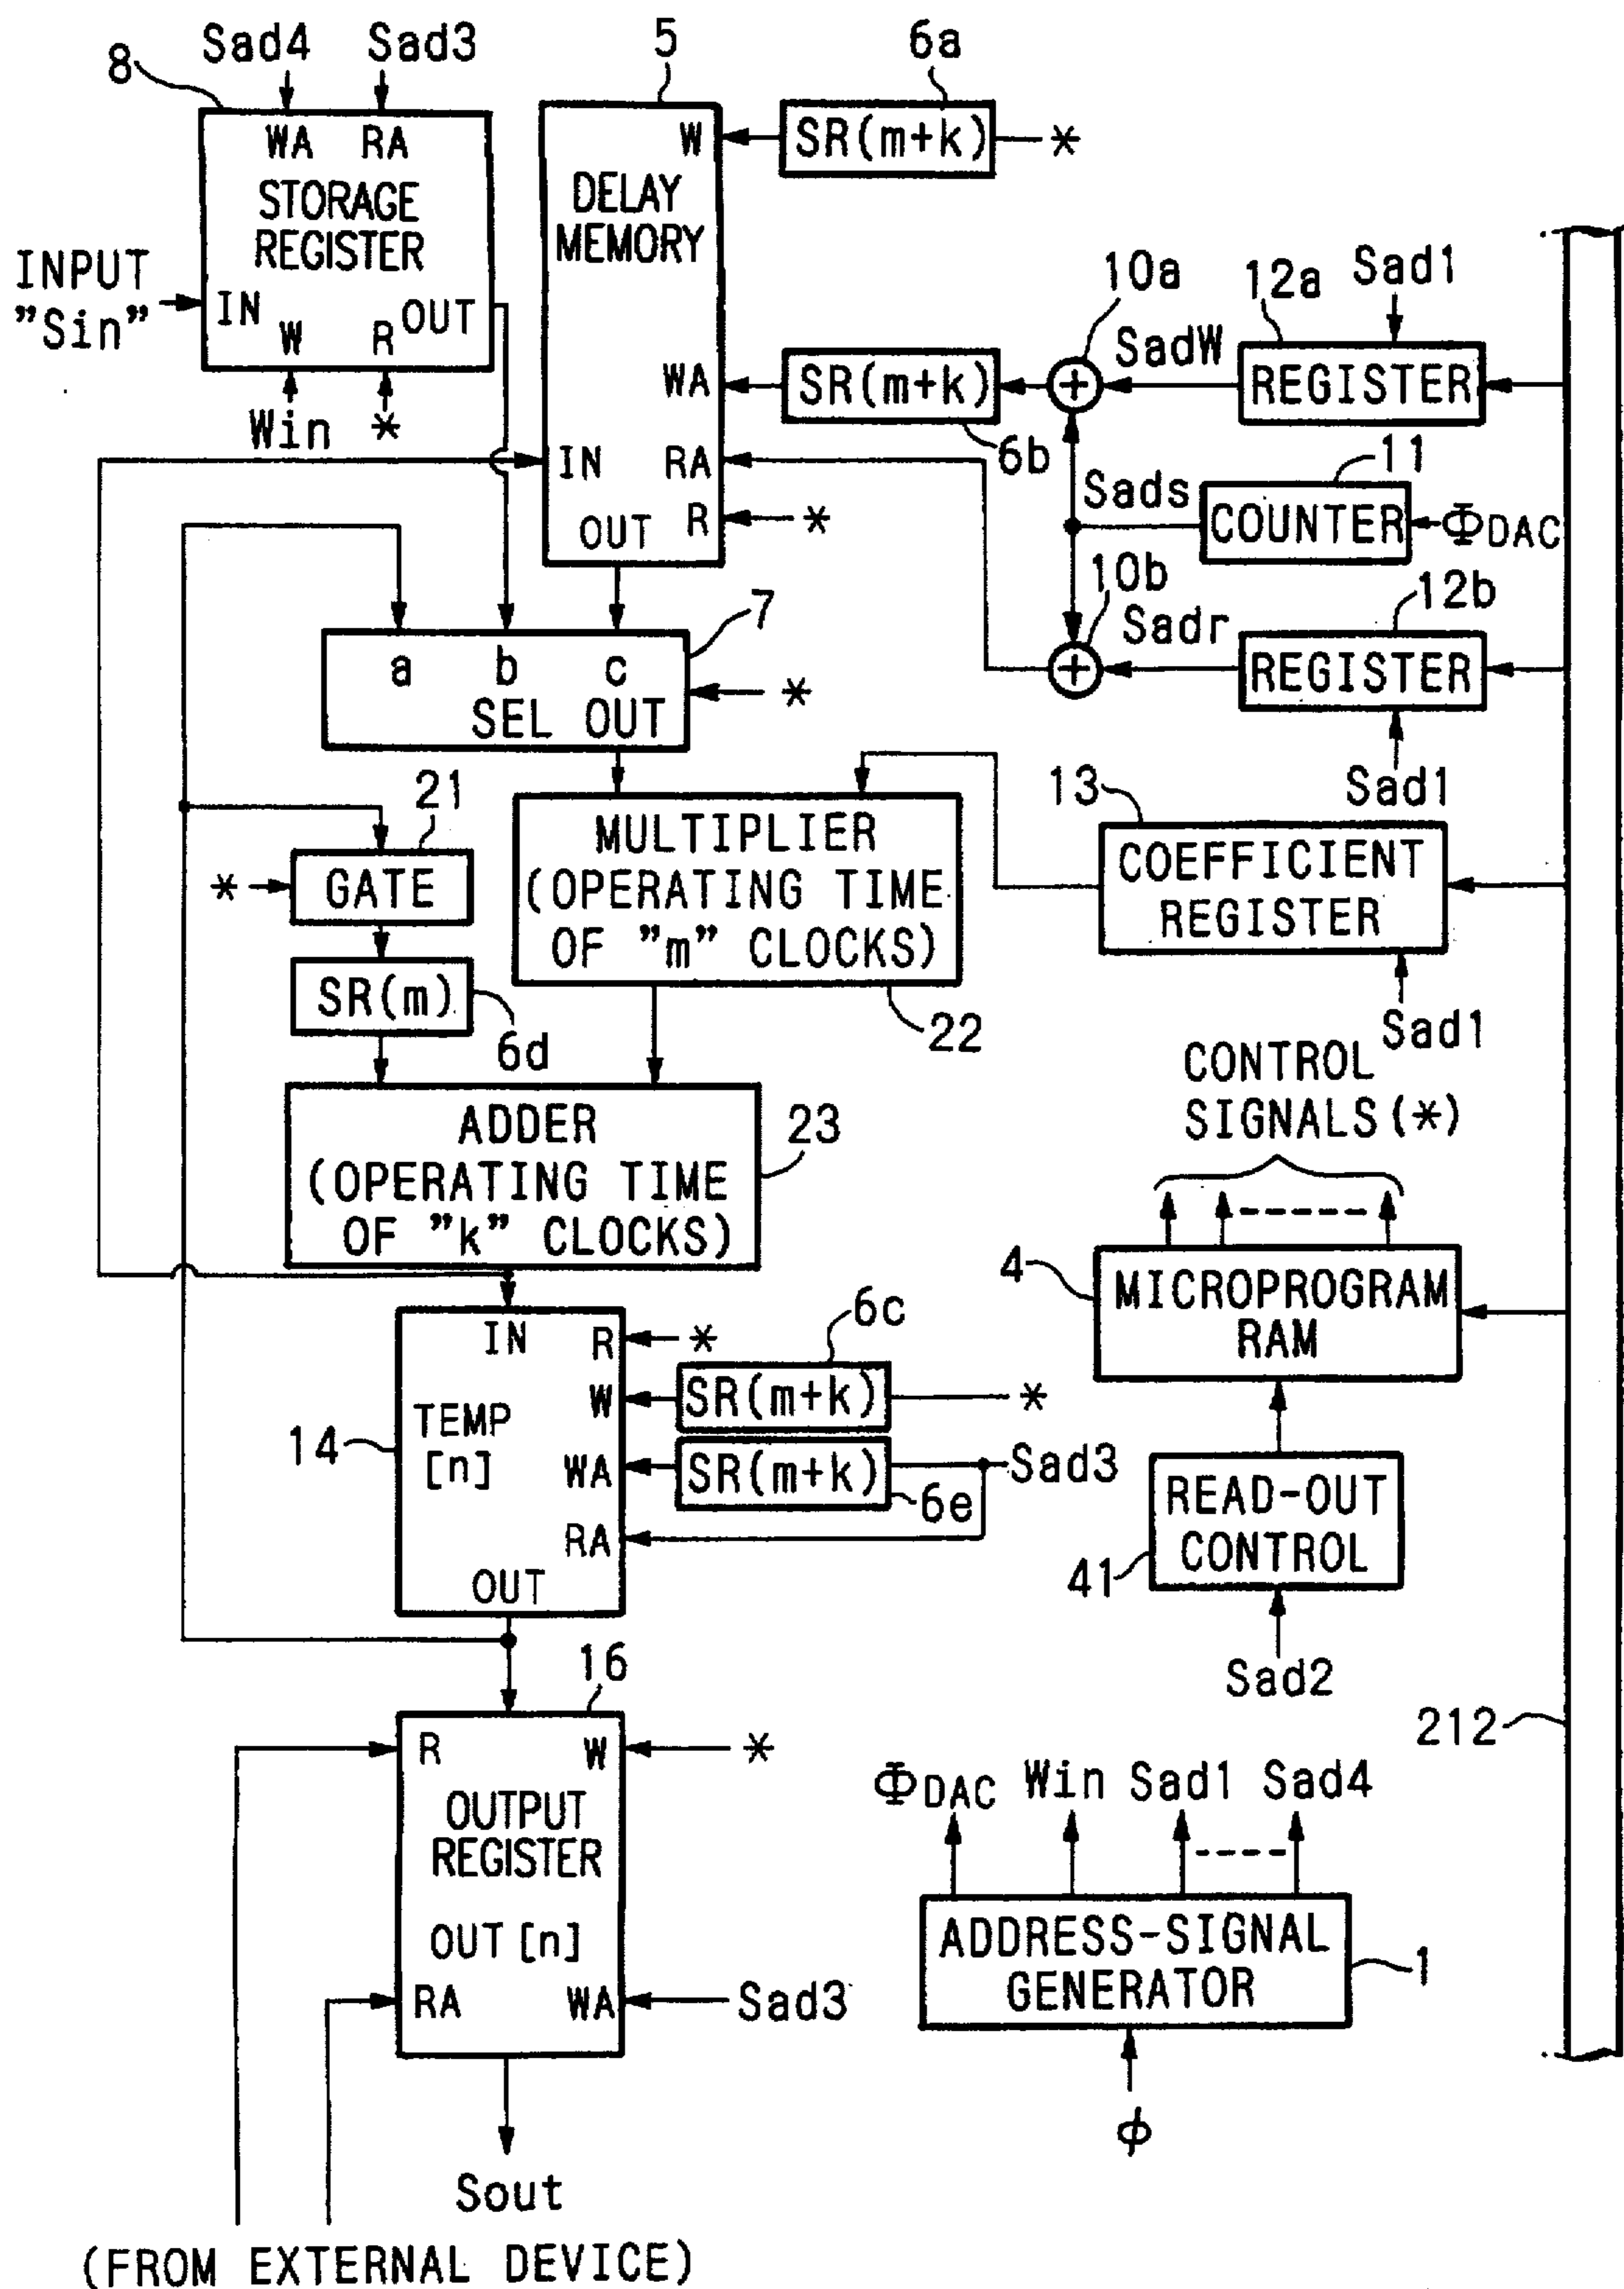 Sad4
Sad3
5
6a
8
WA RA
STORAGE
REGISTER
IN
W
R
OUT
INPUT
"Sin"
Win
*
W
DELAY
MEMORY
WA
IN
RA
OUT
R
SR(m+k)
*
SR(m+k)
6b
*
10a
SadW
12a
Sad1
REGISTER
Sads
11
COUNTER
ΦDAC
10b
Sadr
12b
REGISTER
Sad1
7
a b c
SEL OUT
*
21
*
GATE
SR(m)
6d
MULTIPLIER
(OPERATING TIME
OF "m" CLOCKS)
22
13
COEFFICIENT
REGISTER
Sad1
CONTROL
SIGNALS(*)
ADDER
(OPERATING TIME
OF "k" CLOCKS)
23
4
MICROPROGRAM
RAM
14
IN
R
TEMP
[n]
W
WA
RA
OUT
*
6c
SR(m+k)
*
SR(m+k)
6e
Sad3
READ-OUT
CONTROL
41
Sad2
212
16
R
W
OUTPUT
REGISTER
OUT[n]
RA
WA
*
Sad3
Sout
(FROM EXTERNAL DEVICE)
ΦDAC Win Sad1 Sad4
ADDRESS-SIGNAL
GENERATOR
1
ϕ